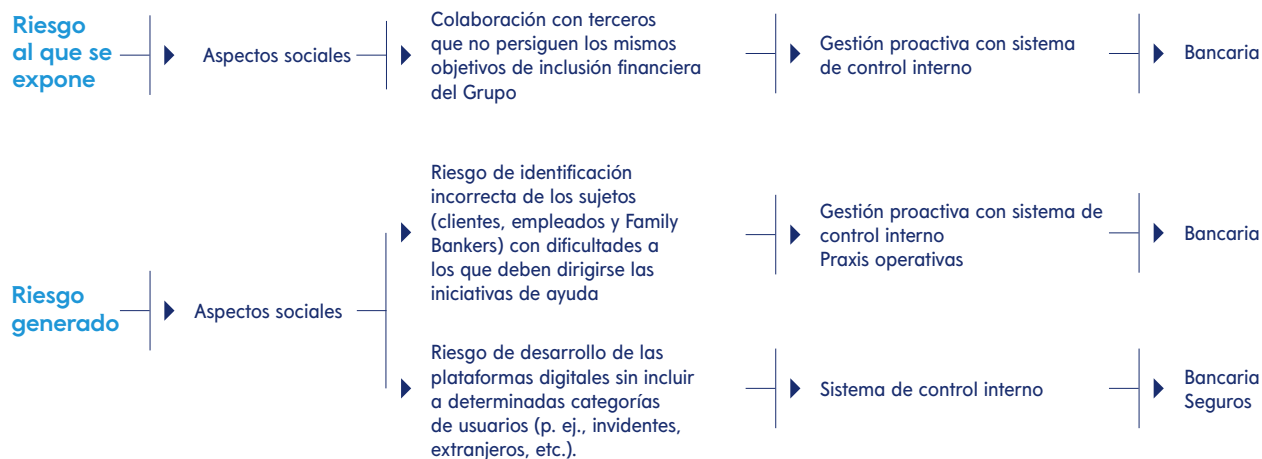 Riesgo
al que se
expone
Aspectos sociales
Colaboración con terceros
que no persiguen los mismos
objetivos de inclusión financiera
del Grupo
Gestión proactiva con sistema
de control interno
Bancaria
Riesgo
generado
Aspectos sociales
Riesgo de identificación
incorrecta de los sujetos
(clientes, empleados y Family
Bankers) con dificultades a
los que deben dirigirse las
iniciativas de ayuda
Gestión proactiva con sistema de
control interno
Praxis operativas
Bancaria
Riesgo de desarrollo de las
plataformas digitales sin incluir
a determinadas categorías
de usuarios (p. ej., invidentes,
extranjeros, etc.).
Sistema de control interno
Bancaria
Seguros